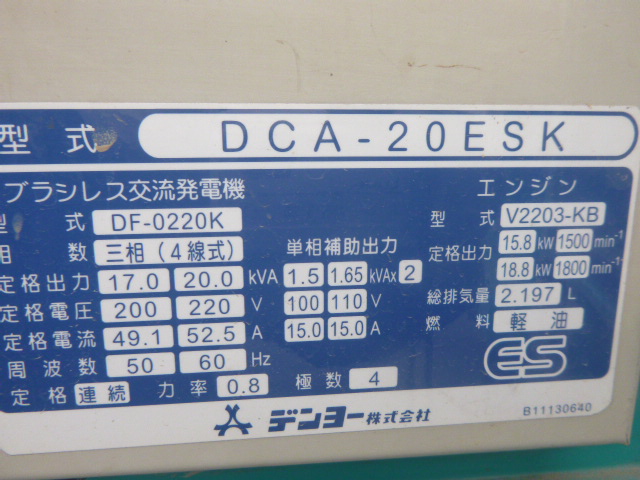 型式 DCA-20ESK
ブラシレス交流発電機
型式 DF-0220K
相数 三相(4線式)
定格出力 17.0 20.0 kVA
定格電圧 200 220 V
定格電流 49.1 52.5 A
周波数 50 60 Hz
定格 連続 力率 0.8 極数 4
単相補助出力
1.5 1.65 kVA× 2
100 110 V
15.0 15.0 A
エンジン
型式 V2203-KB
定格出力 15.8 kW 1500 min⁻¹
18.8 kW 1800 min⁻¹
総排気量 2.197 L
燃料 軽油
ES
デンヨー株式会社
B11130640